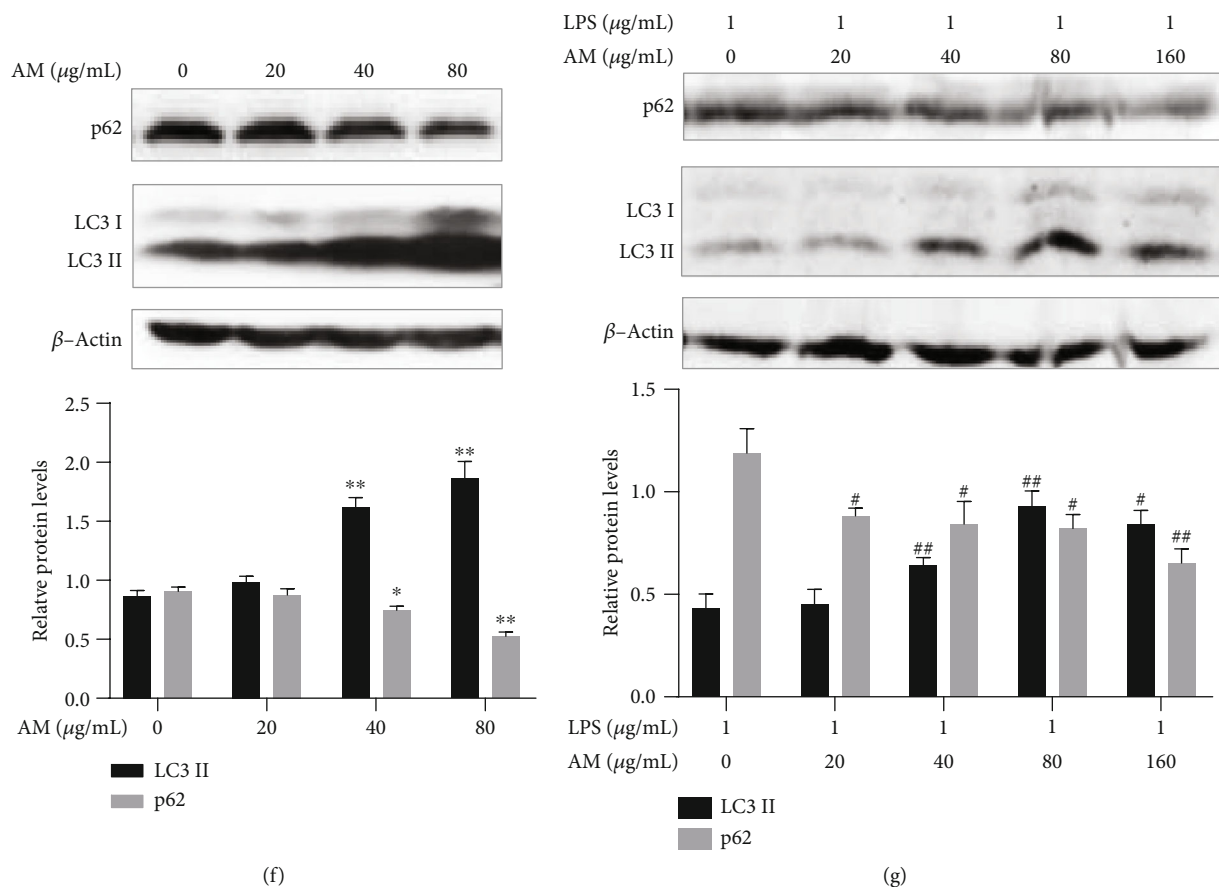 AM (μg/mL) 0 20 40 80
p62
LC3 I
LC3 II
β–Actin
2.5
2.0
1.5
1.0
0.5
0.0
Relatve protein levels
** ** * **
0 20 40 80
AM (μg/mL)
LC3 II
p62
(f)
LPS (μg/mL) 1 1 1 1 1
AM (μg/mL) 0 20 40 80 160
p62
LC3 I
LC3 II
β–Actin
1.5
1.0
0.5
0.0
Relative protein levels
# ## # ## # # ##
LPS (μg/mL) 1 1 1 1 1
AM (μg/mL) 0 20 40 80 160
LC3 II
p62
(g)